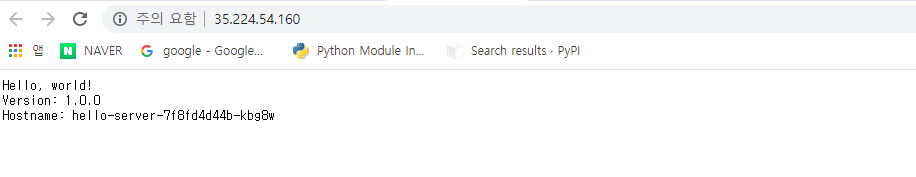 주의 요함 | 35.224.54.160
앱 NAVER google - Google... Python Module In... Search results · PyPI
Hello, world!
Version: 1.0.0
Hostname: hello-server-7f8fd4d44b-kbg8w